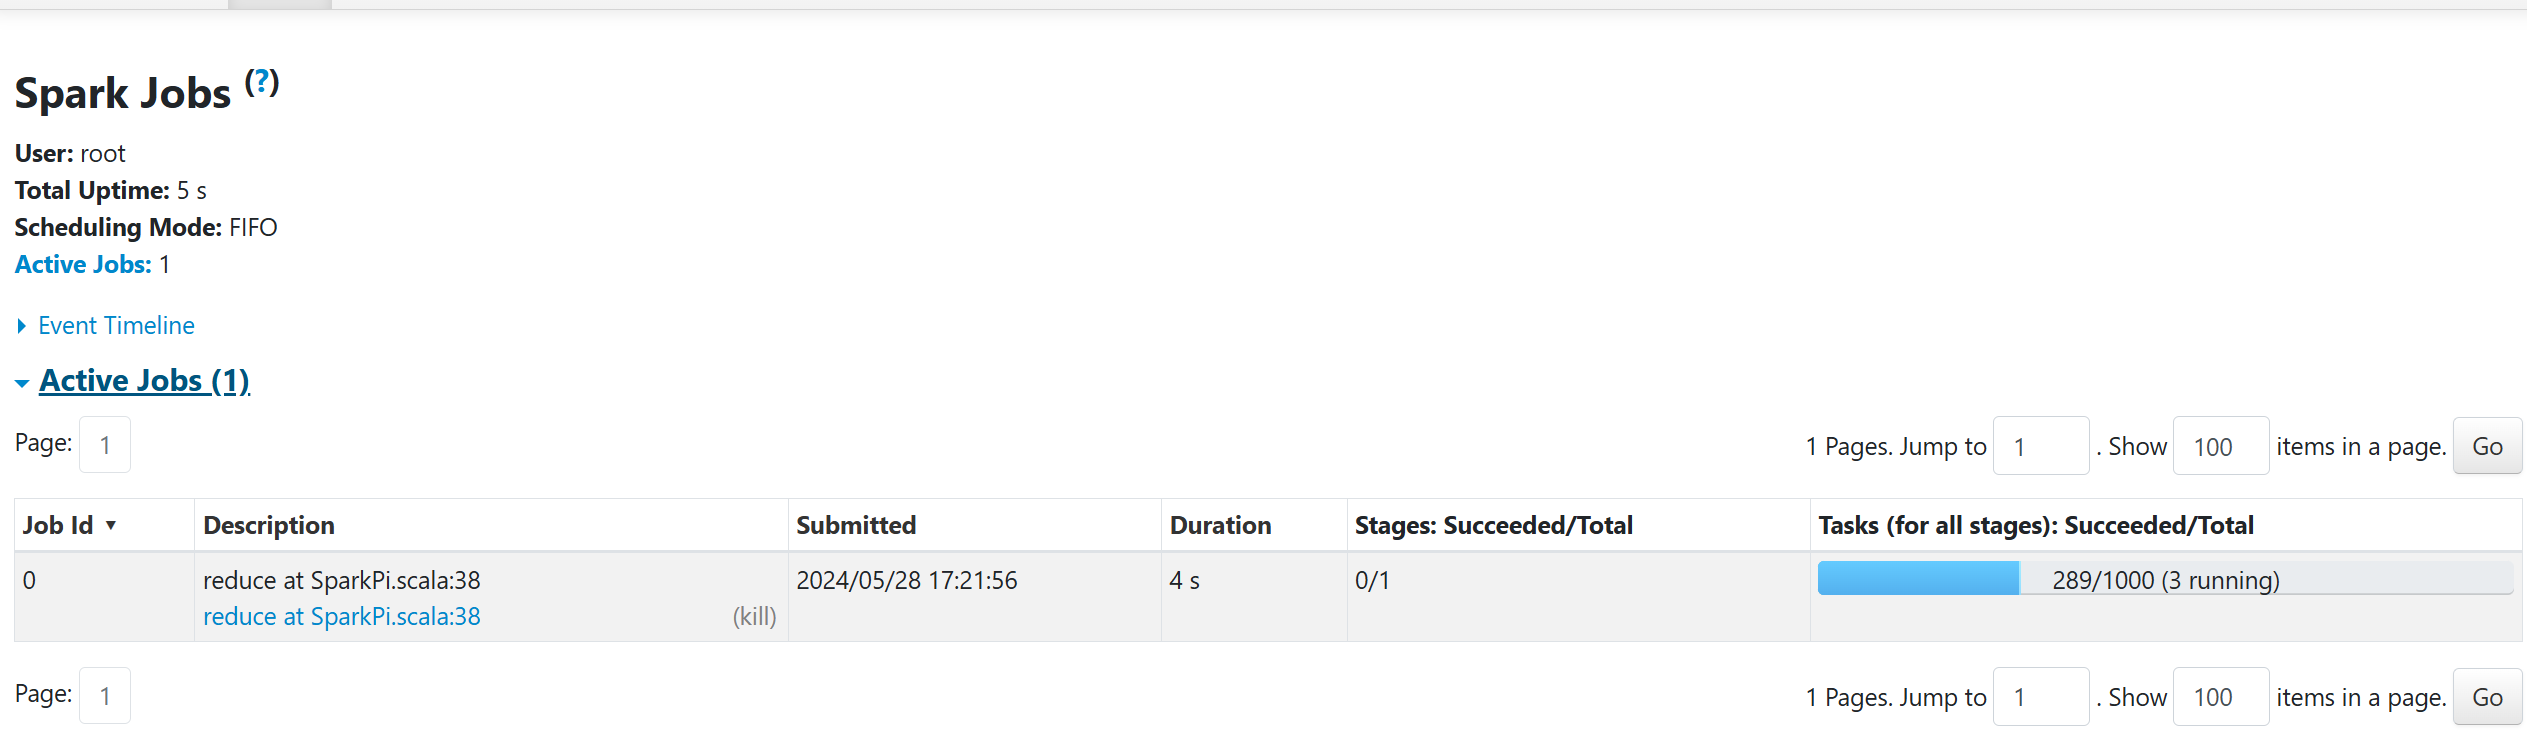 Spark Jobs (?)
User: root
Total Uptime: 5 s
Scheduling Mode: FIFO
Active Jobs: 1
Event Timeline
Active Jobs (1)
Page: 1
1 Pages. Jump to 1 . Show 100 items in a page. Go
Job Id ▼ Description Submitted Duration Stages: Succeeded/Total Tasks (for all stages): Succeeded/Total
0 reduce at SparkPi.scala:38 2024/05/28 17:21:56 4 s 0/1 289/1000 (3 running)
reduce at SparkPi.scala:38 (kill)
Page: 1
1 Pages. Jump to 1 . Show 100 items in a page. Go